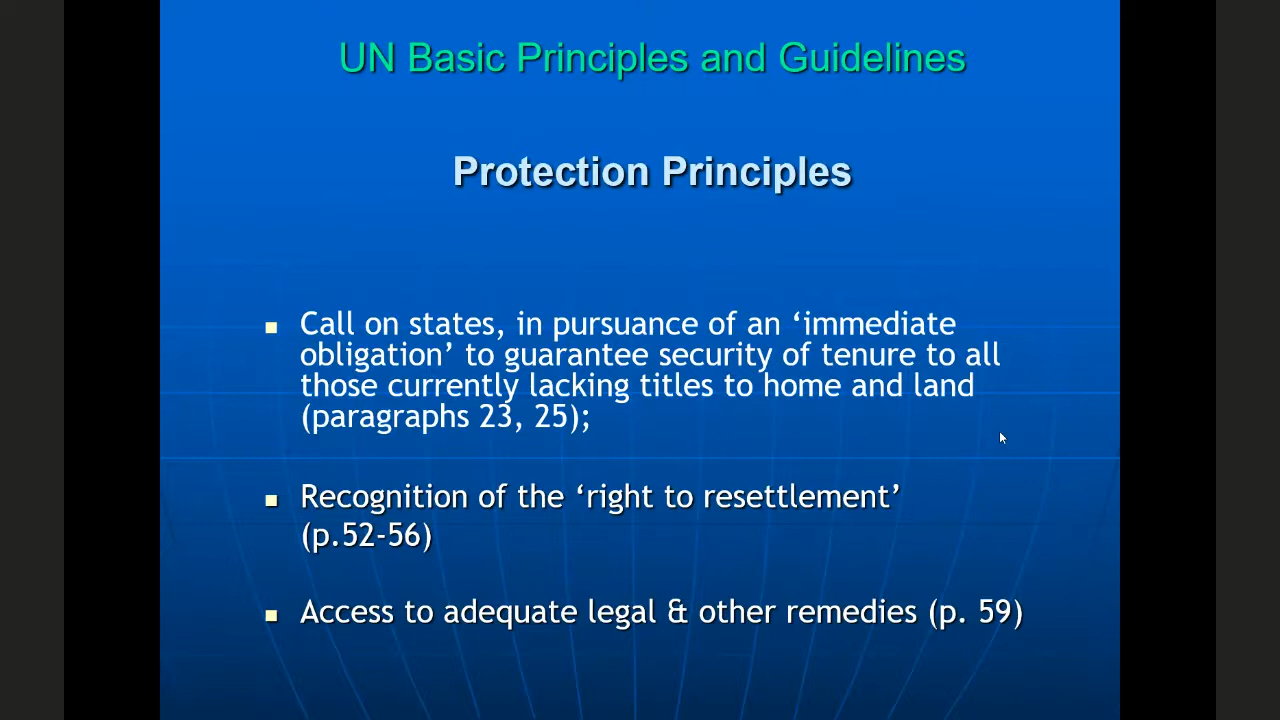 UN Basic Principles and Guidelines
Protection Principles
Call on states, in pursuance of an ‘immediate
obligation’ to guarantee security of tenure to all
those currently lacking titles to home and land
(paragraphs 23, 25);
Recognition of the ‘right to resettlement’
(p.52-56)
Access to adequate legal & other remedies (p. 59)